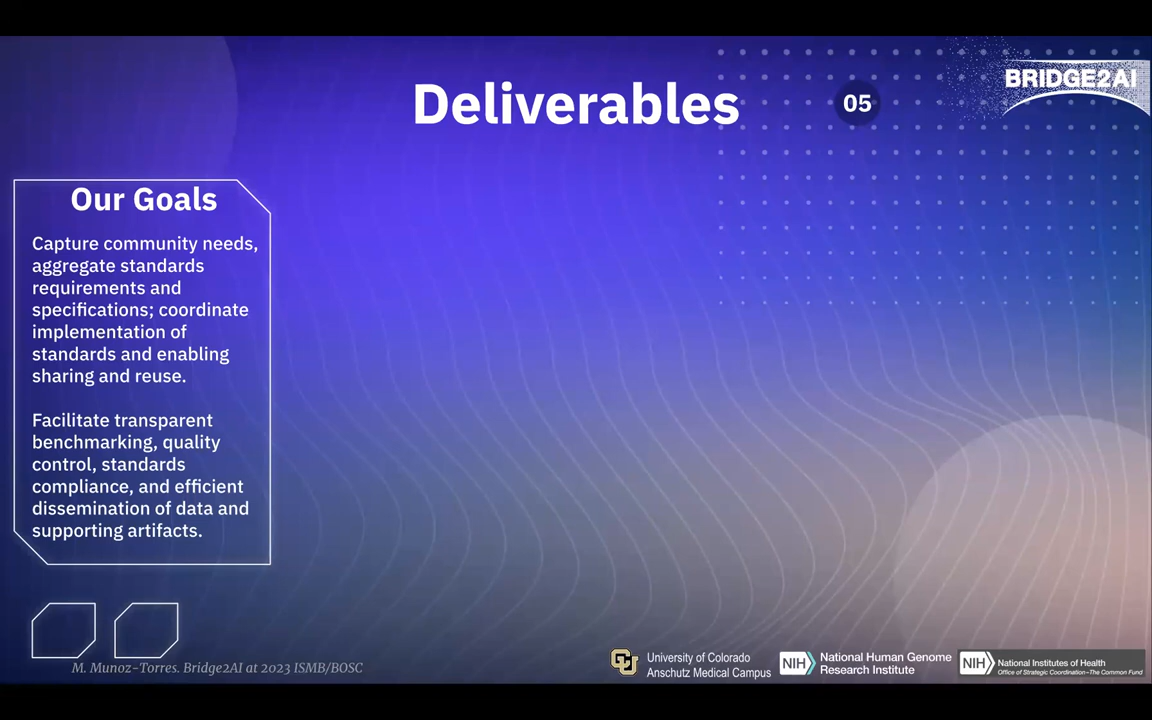 Deliverables
05
BRIDGE2AI
Our Goals
Capture community needs,
aggregate standards
requirements and
specifications; coordinate
implementation of
standards and enabling
sharing and reuse.
Facilitate transparent
benchmarking, quality
control, standards
compliance, and efficient
dissemination of data and
supporting artifacts.
M. Munoz-Torres. Bridge2AI at 2023 ISMB/BOSC
CU
University of Colorado
Anschutz Medical Campus
NIH
National Human Genome
Research Institute
NIH
National Institutes of Health
Office of Strategic Coordination–The Common Fund